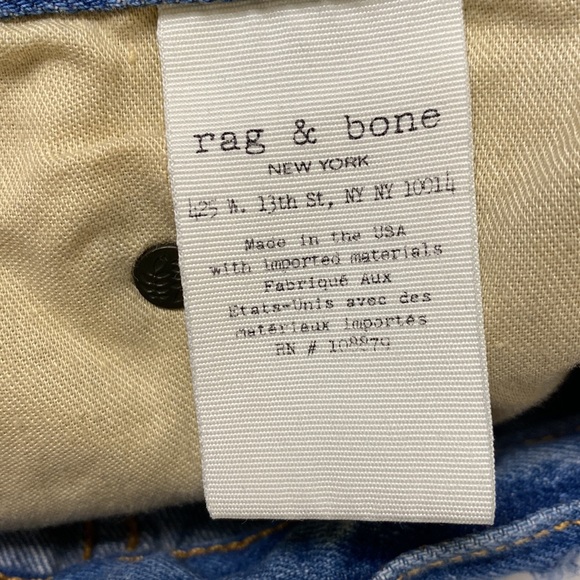 rag & bone
NEW YORK
425 W. 13th St, NY NY 10014
Made in the USA
with imported materials
Fabriqué Aux
Etats-Unis avec des
matériaux importés
RN # 108879